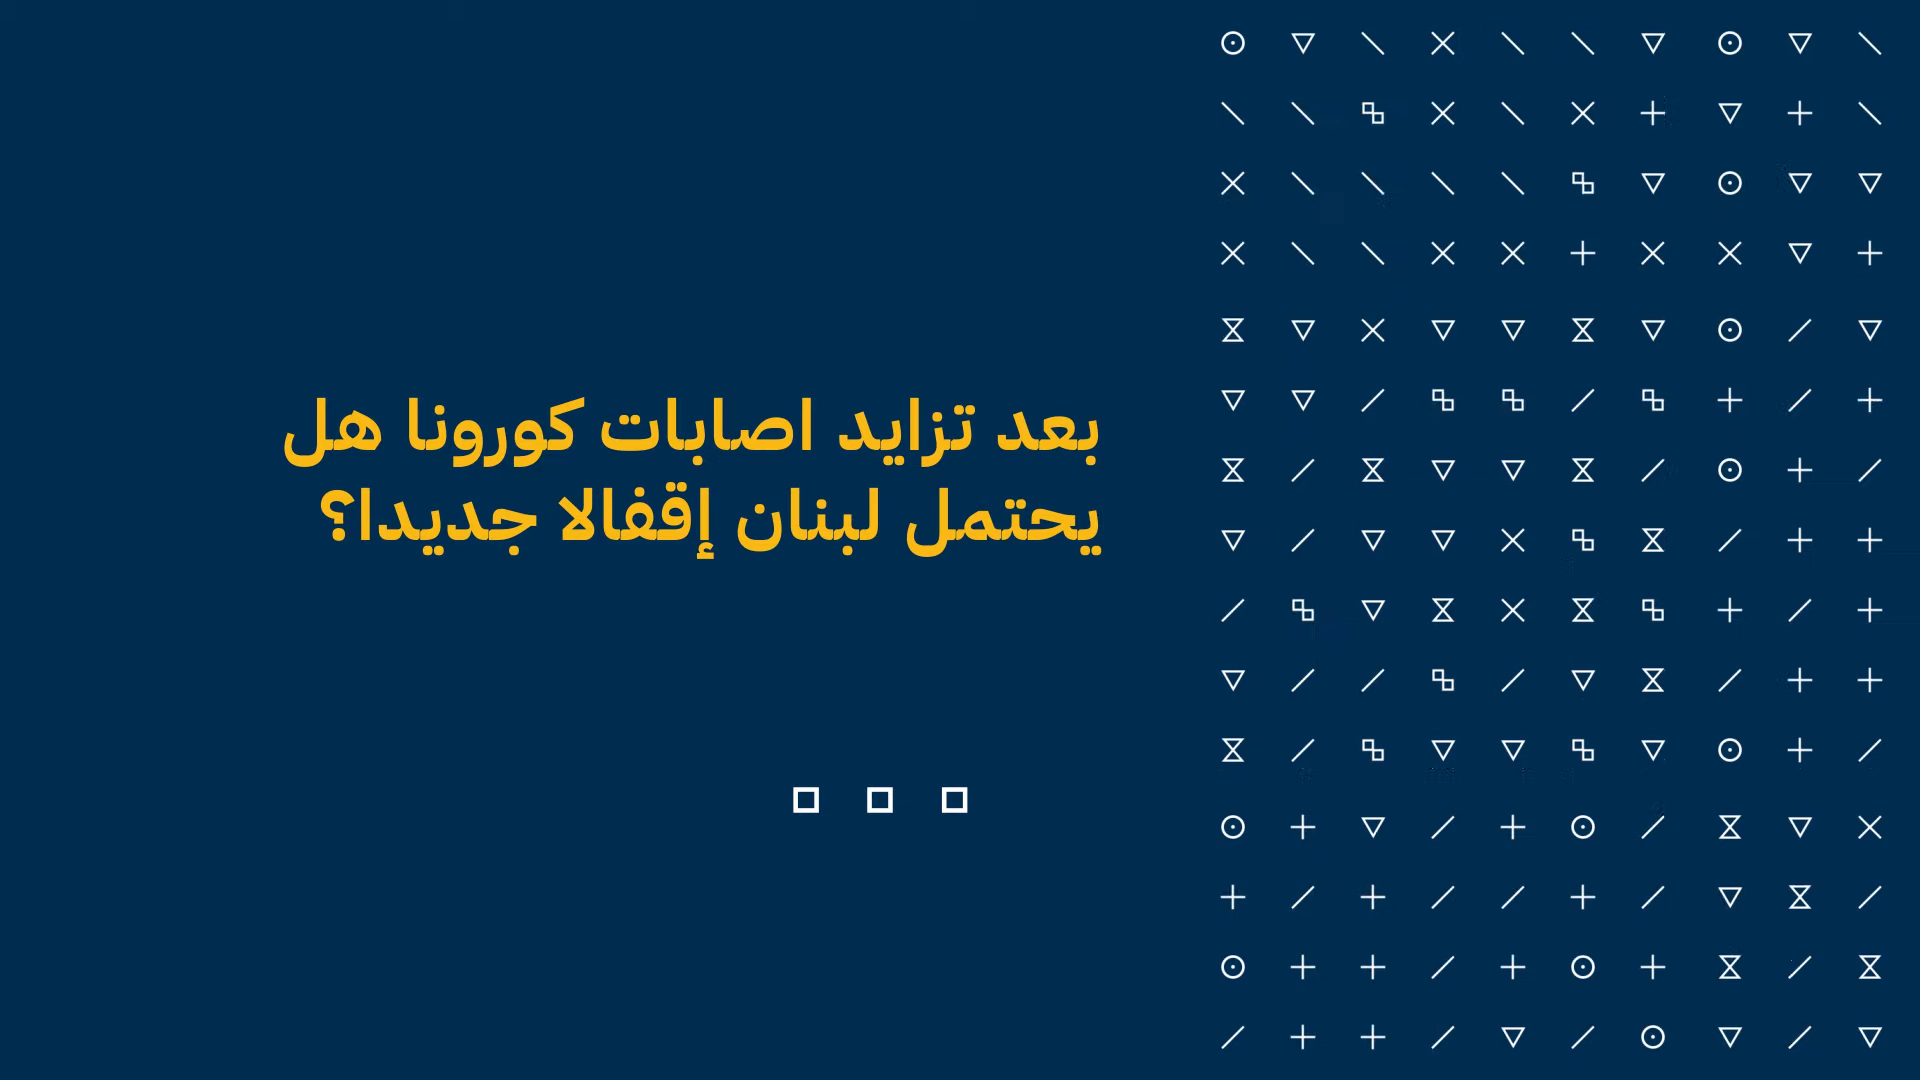 بعد تزايد اصابات كورونا هل
يحتمل لبنان إقفالا جديدا؟